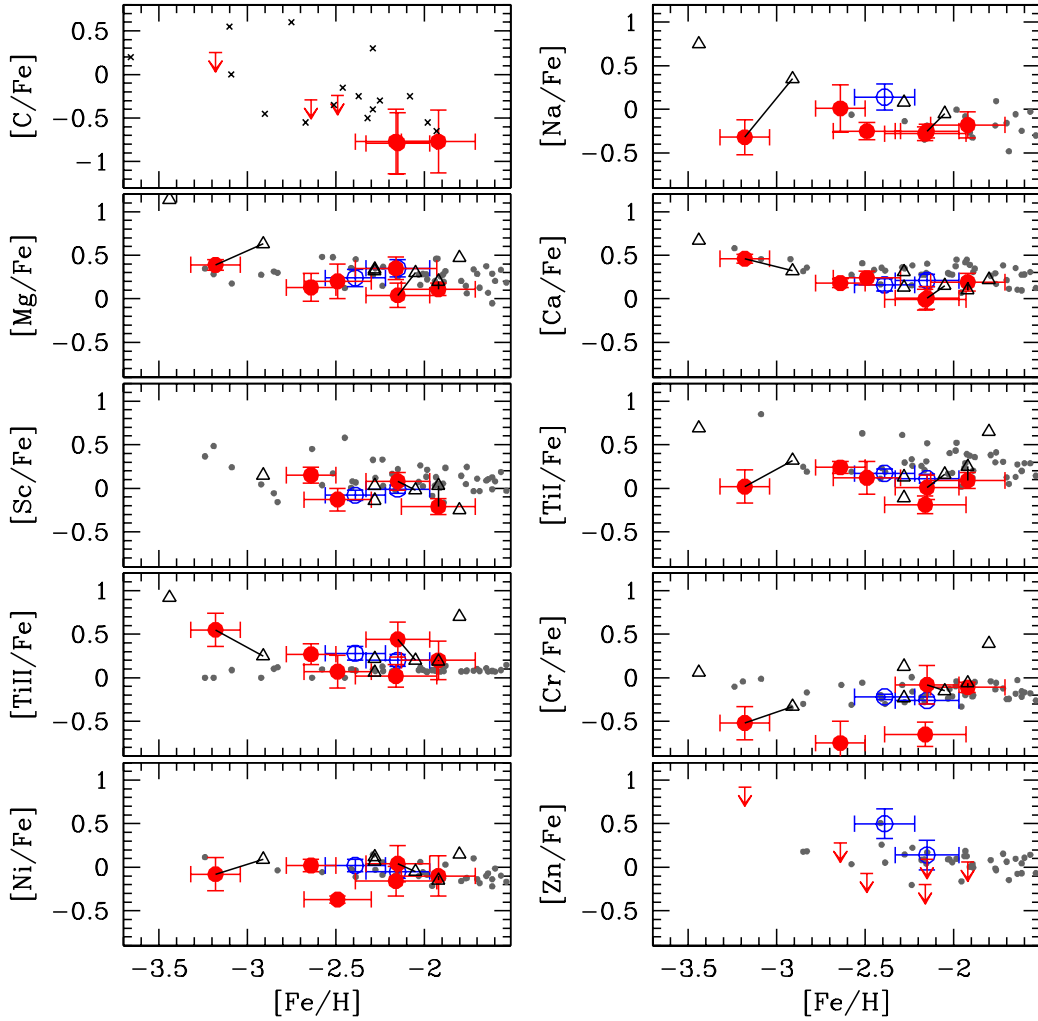 [C/Fe] 0.5 0 −0.5 −1
[Na/Fe] 1 0.5 0 −0.5
[Mg/Fe] 1 0.5 0 −0.5
[Ca/Fe] 1 0.5 0 −0.5
[Sc/Fe] 1 0.5 0 −0.5
[TiI/Fe] 1 0.5 0 −0.5
[TiII/Fe] 1 0.5 0 −0.5
[Cr/Fe] 1 0.5 0 −0.5
[Ni/Fe] 1 0.5 0 −0.5
[Zn/Fe] 1 0.5 0 −0.5
−3.5 −3 −2.5 −2
−3.5 −3 −2.5 −2
[Fe/H]
[Fe/H]